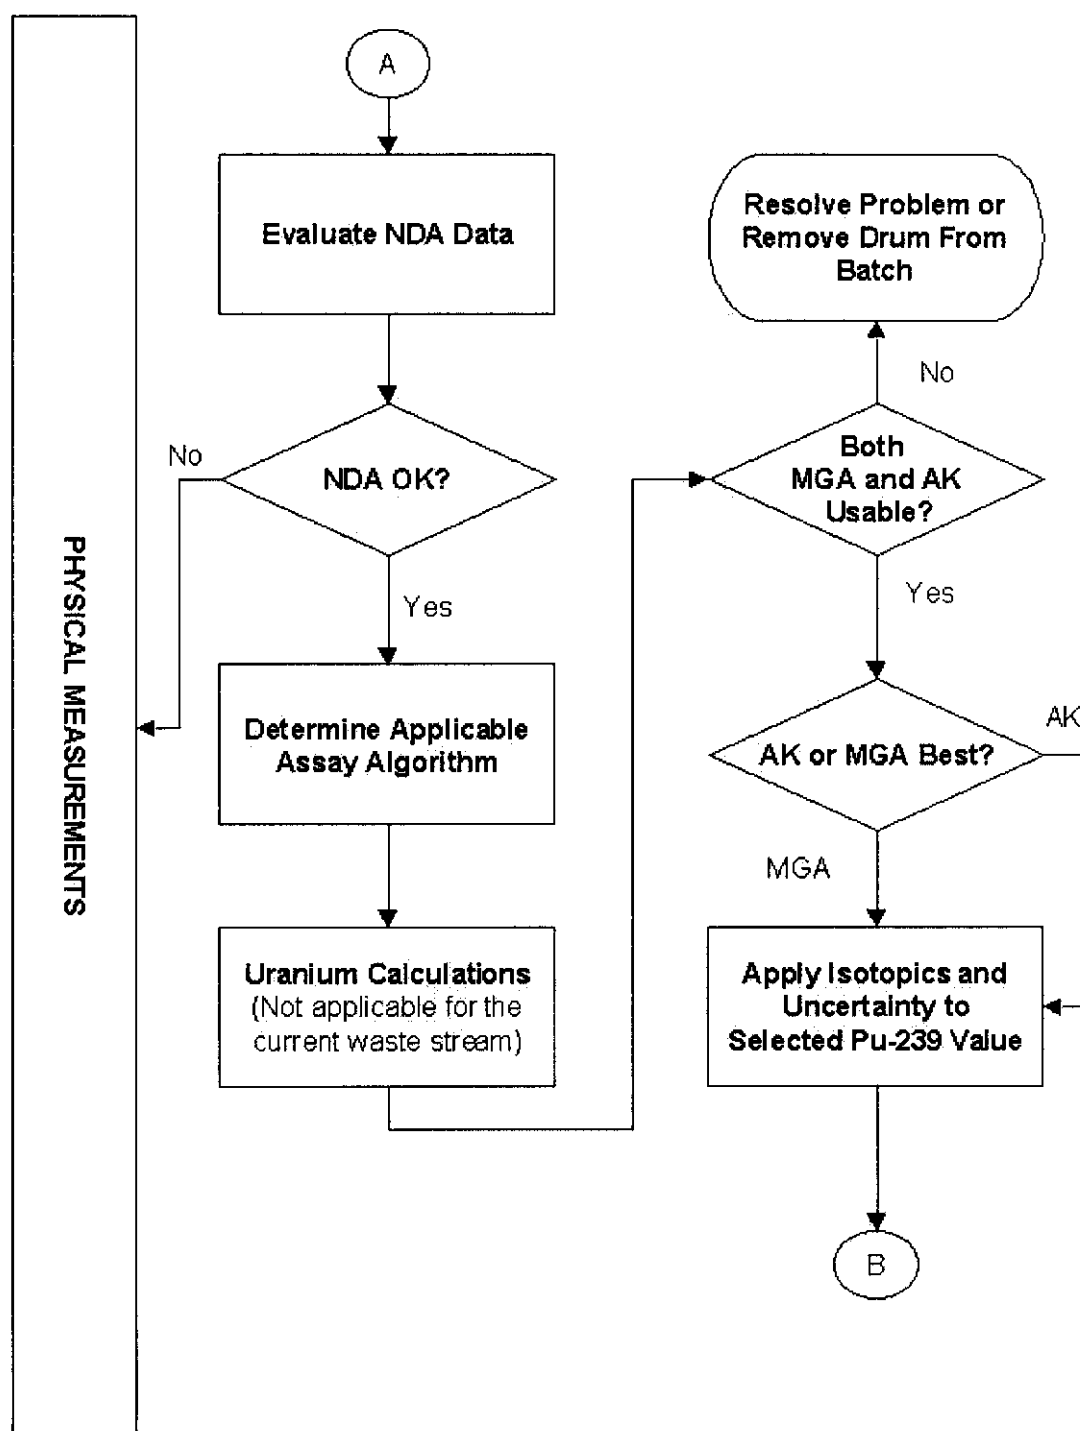 PHYSICAL MEASUREMENTS
A
Evaluate NDA Data
NDA OK?
No
Yes
Determine Applicable
Assay Algorithm
Uranium Calculations
(Not applicable for the
current waste stream)
Resolve Problem or
Remove Drum From
Batch
No
Both
MGA and AK
Usable?
Yes
AK or MGA Best?
AK
MGA
Apply Isotopics and
Uncertainty to
Selected Pu-239 Value
B